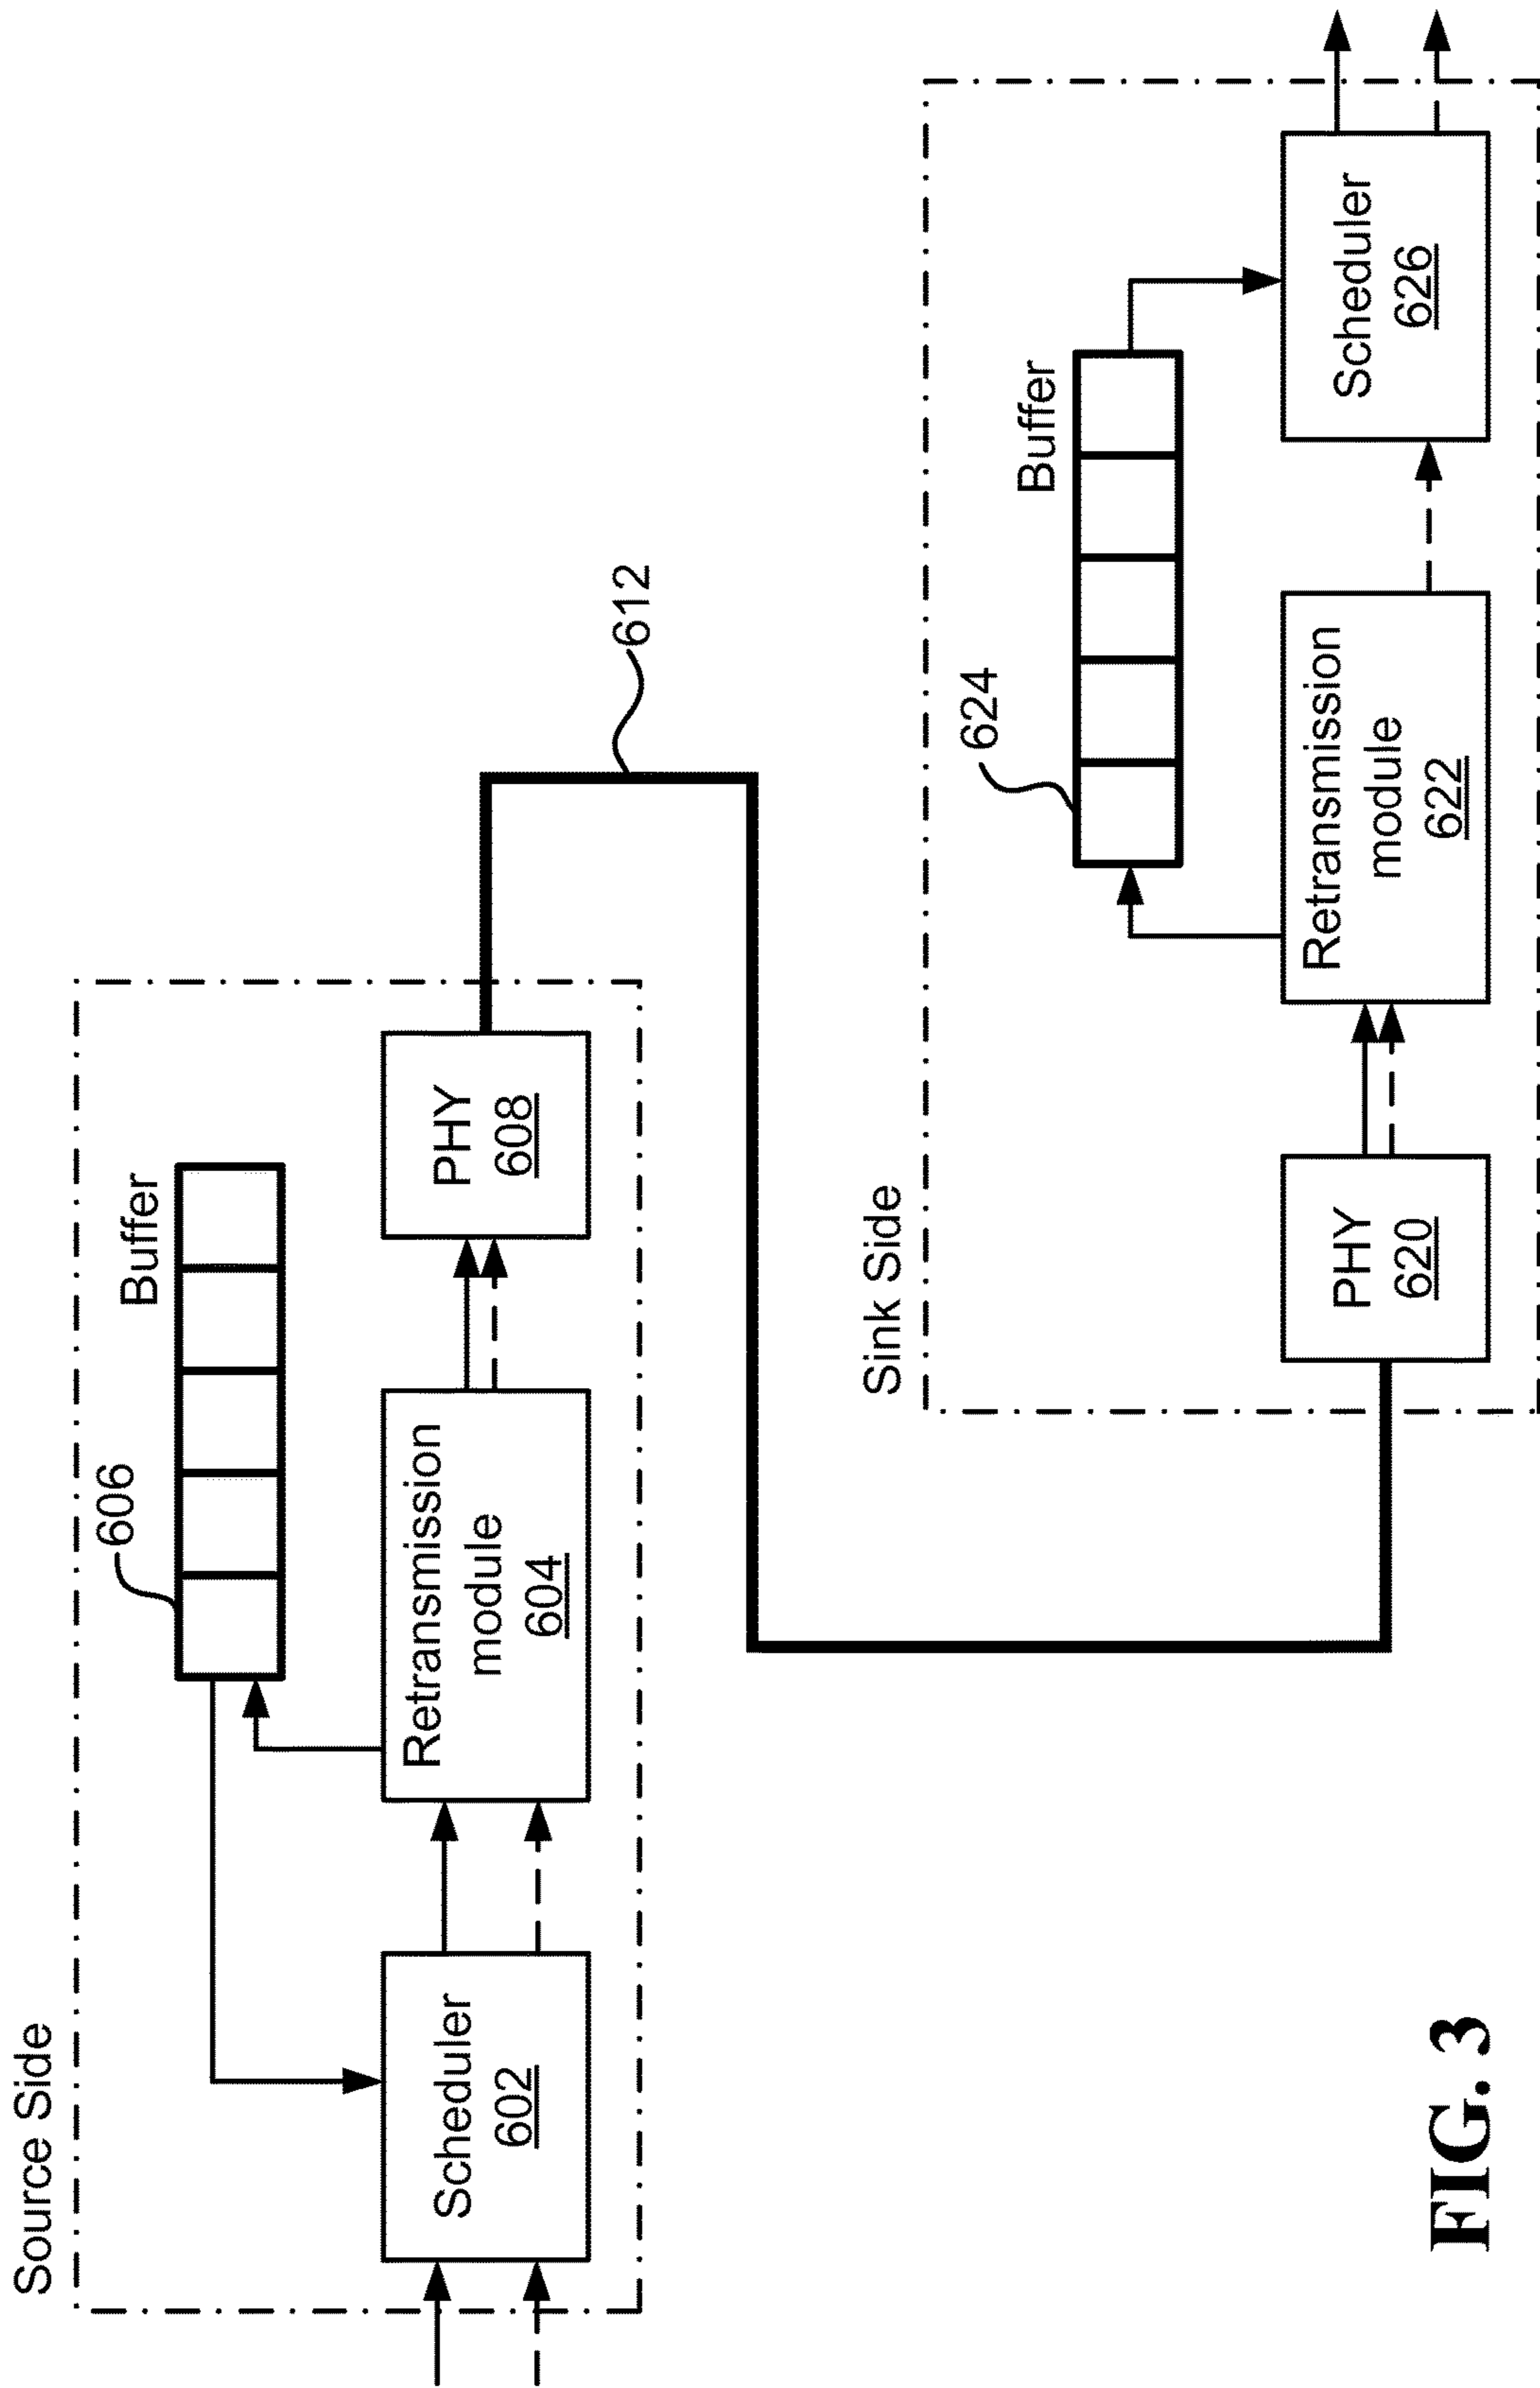 Source Side
606
Buffer
Scheduler
602
Retransmission
module
604
PHY
608
612
Sink Side
624
Buffer
PHY
620
Retransmission
module
622
Scheduler
626
FIG. 3